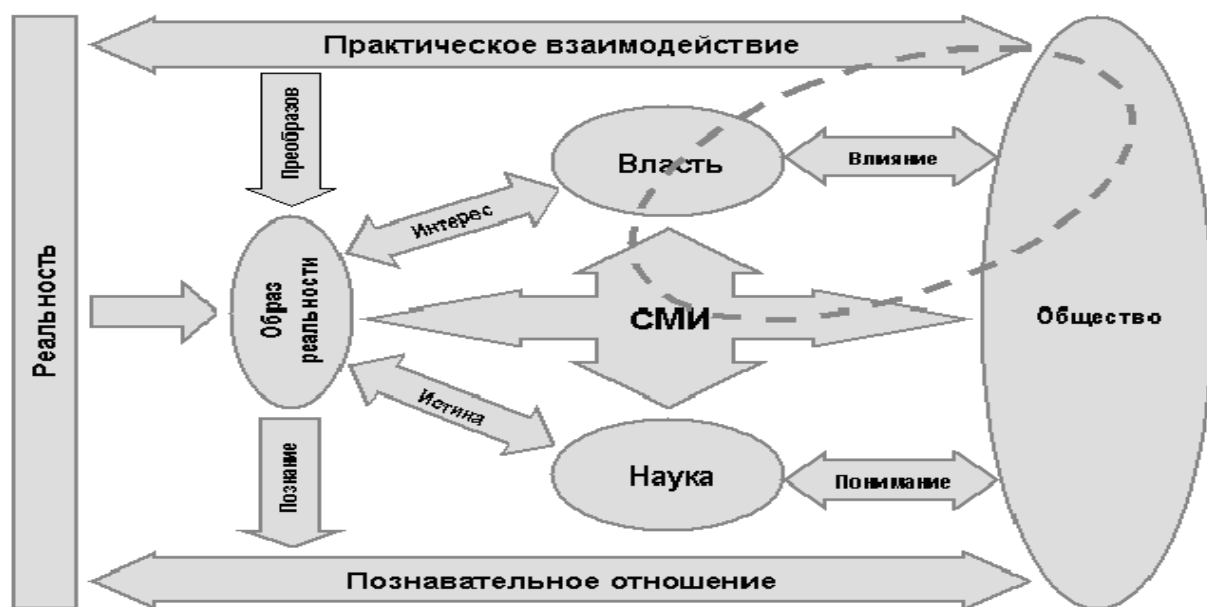 Практическое взаимодействие
Преобразов
Власть
Влияние
Интерес
Реальность
Образ
реальности
СМИ
Общество
Истина
Познание
Наука
Понимание
Познавательное отношение